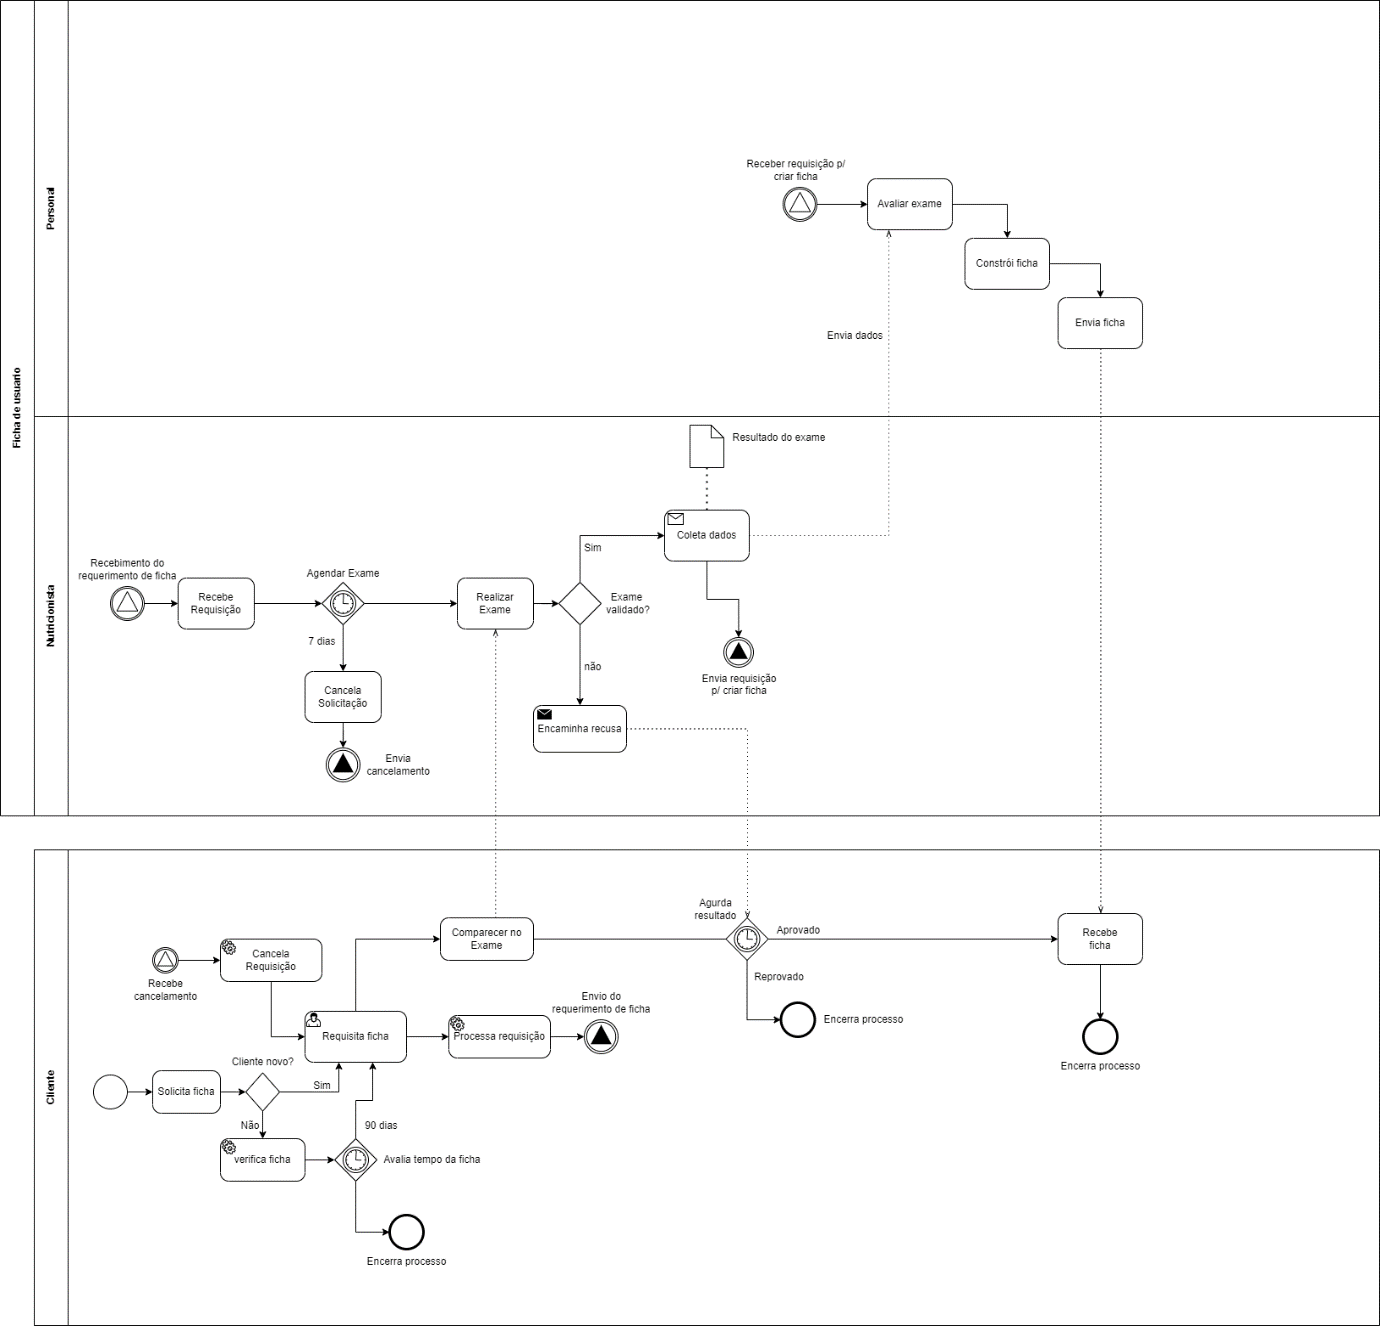 Ficha de usuario
Personal
Receber requisição p/
criar ficha
Avaliar exame
Constrói ficha
Envia ficha
Envia dados
Nutricionista
Resultado do exame
Coleta dados
Sim
Recebimento do
requerimento de ficha
Recebe
Requisição
Agendar Exame
7 dias
Realizar
Exame
Exame
validado?
não
Cancela
Solicitação
Envia
cancelamento
Encaminha recusa
Envia requisição
p/ criar ficha
Cliente
Comparecer no
Exame
Agurda
resultado
Aprovado
Reprovado
Recebe
ficha
Cancela
Requisição
Recebe
cancelamento
Requisita ficha
Processa requisição
Envio do
requerimento de ficha
Encerra processo
Encerra processo
Cliente novo?
Solicita ficha
Sim
Não
90 dias
verifica ficha
Avalia tempo da ficha
Encerra processo